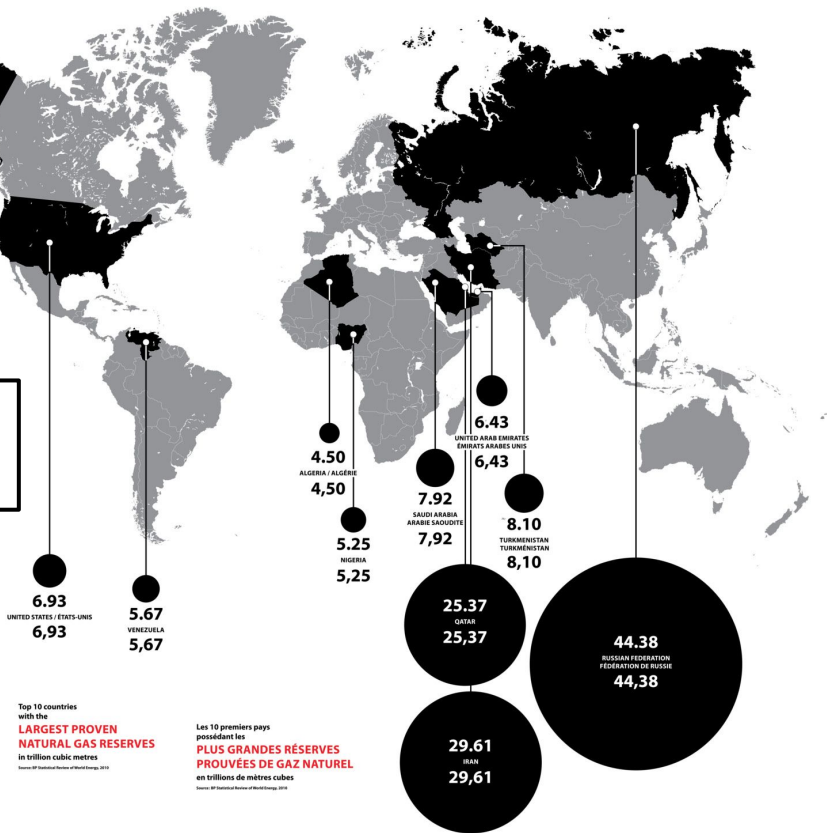 4.50
ALGERIA / ALGÉRIE
4,50
5.25
NIGERIA
5,25
6.43
UNITED ARAB EMIRATES
ÉMIRATS ARABES UNIS
6,43
7.92
SAUDI ARABIA
ARABIE SAOUDITE
7,92
8.10
TURKMENISTAN
TURKMÉNISTAN
8,10
6.93
UNITED STATES / ÉTATS-UNIS
6,93
5.67
VENEZUELA
5,67
25.37
QATAR
25,37
44.38
RUSSIAN FEDERATION
FÉDÉRATION DE RUSSIE
44,38
29.61
IRAN
29,61
Top 10 countries
with the
LARGEST PROVEN
NATURAL GAS RESERVES
in trillion cubic metres
Source: BP Statistical Review of World Energy, 2010
Les 10 premiers pays
possédant les
PLUS GRANDES RÉSERVES
PROUVÉES DE GAZ NATUREL
en trillions de mètres cubes
Source: BP Statistical Review of World Energy, 2010